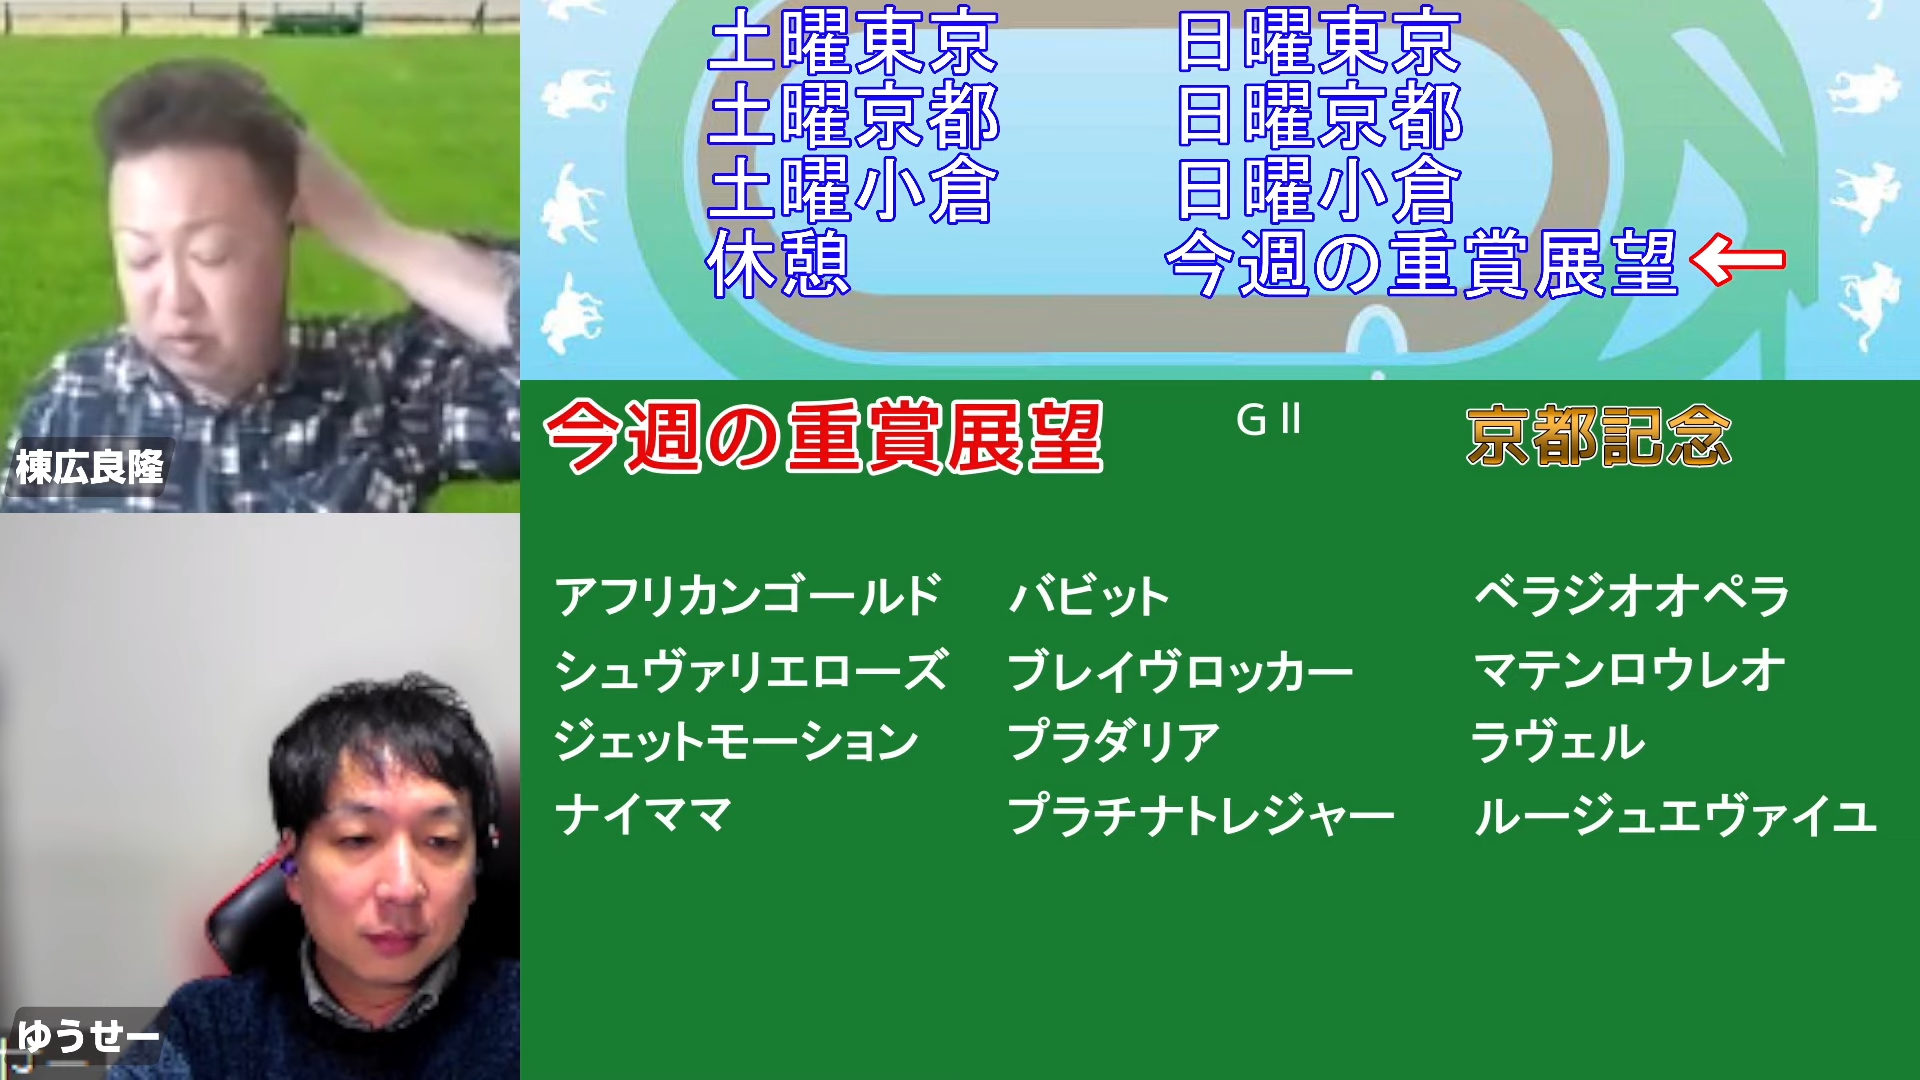 土曜東京
日曜東京
土曜京都
日曜京都
土曜小倉
日曜小倉
休憩
今週の重賞展望←
今週の重賞展望
GⅡ
京都記念
アフリカンゴールド
バビット
ベラジオオペラ
シュヴァリエローズ
ブレイヴロッカー
マテンロウレオ
ジェットモーション
プラダリア
ラヴェル
ナイママ
プラチナトレジャー
ルージュエヴァイユ
棟広良隆
ゆうせー